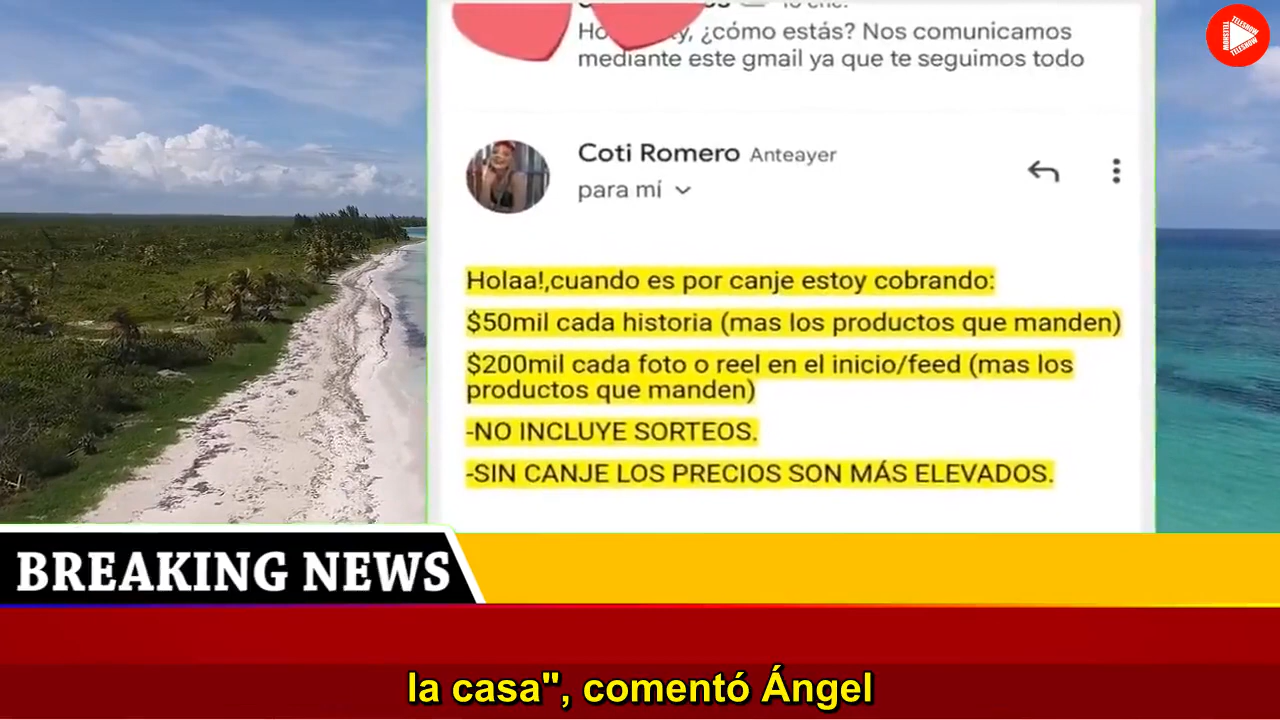 Nos comunicamos
mediante este gmail ya que te seguimos todo
Coti Romero Anteayer
para mí
Holaa!,cuando es por canje estoy cobrando:
$50mil cada historia (mas los productos que manden)
$200mil cada foto o reel en el inicio/feed (mas los
productos que manden)
-NO INCLUYE SORTEOS.
-SIN CANJE LOS PRECIOS SON MÁS ELEVADOS.
BREAKING NEWS
la casa", comentó Ángel